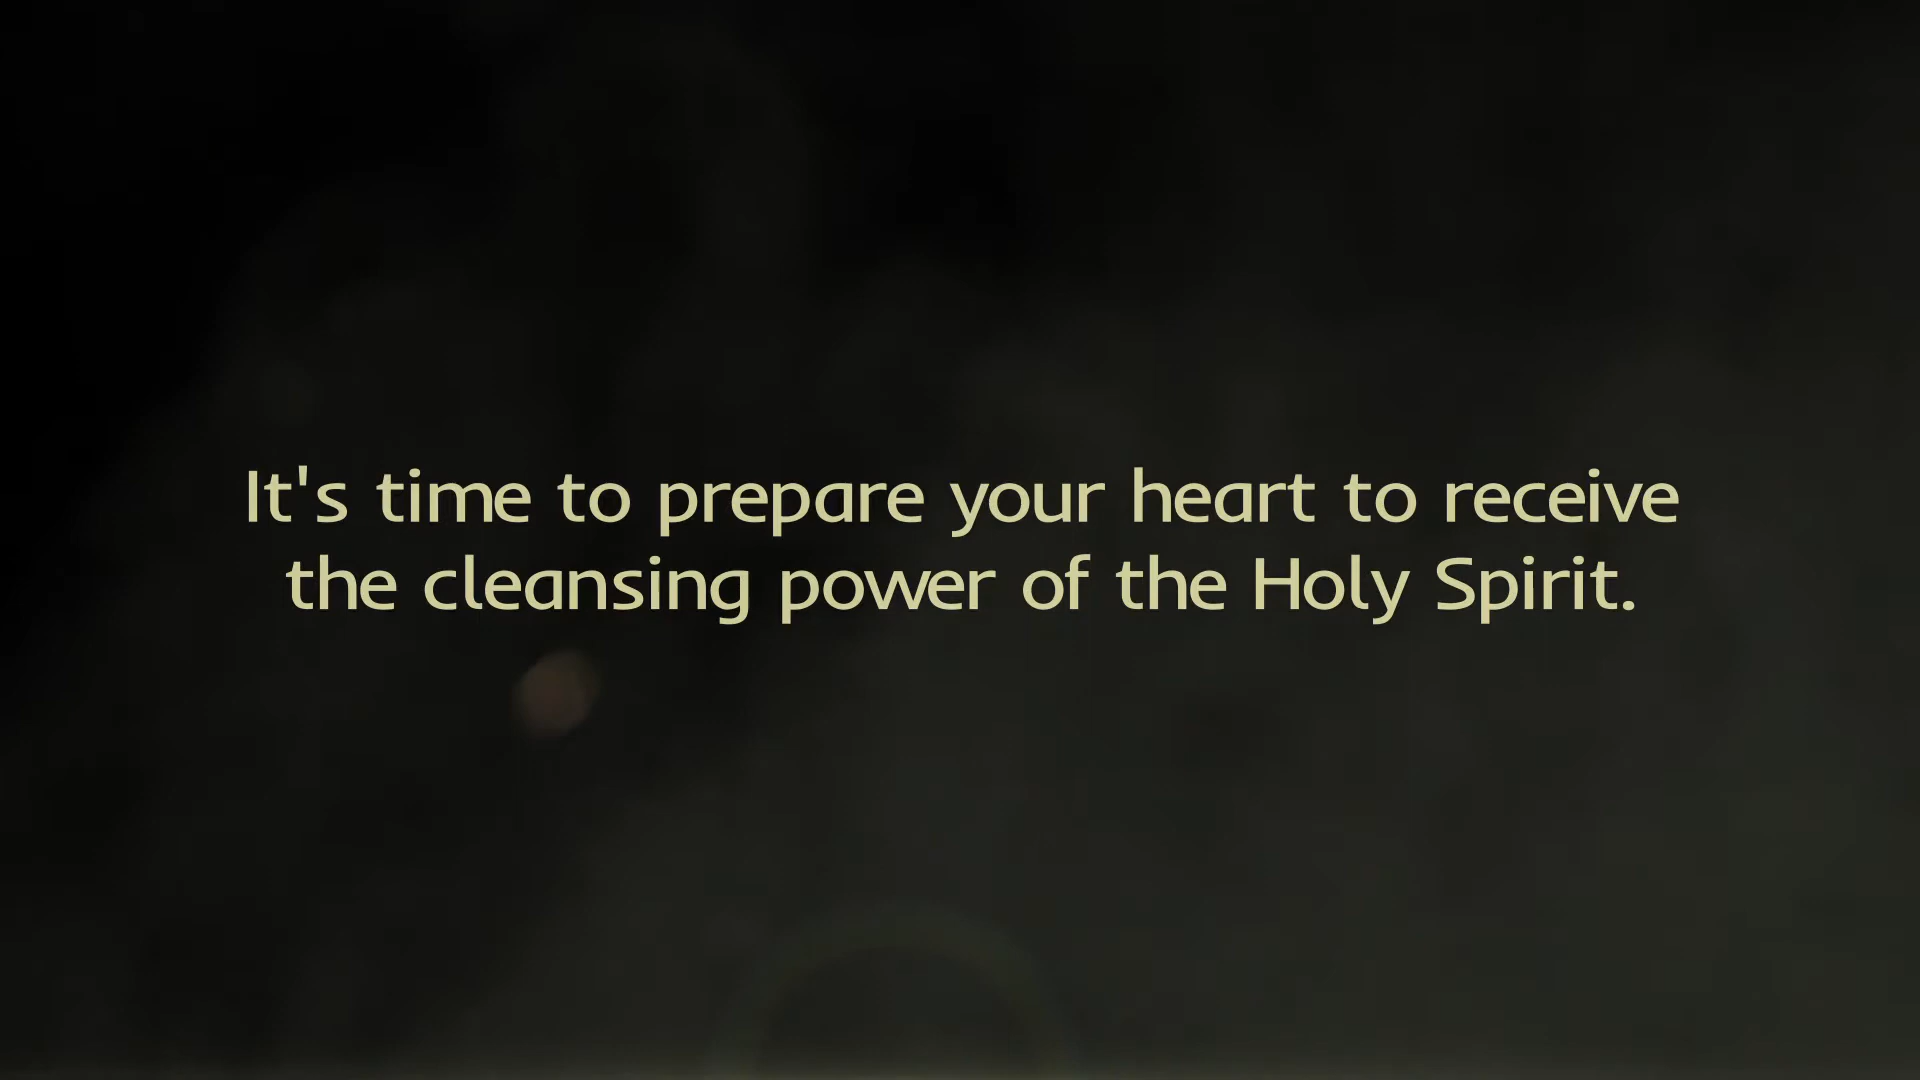 It's time to prepare your heart to receive
the cleansing power of the Holy Spirit.